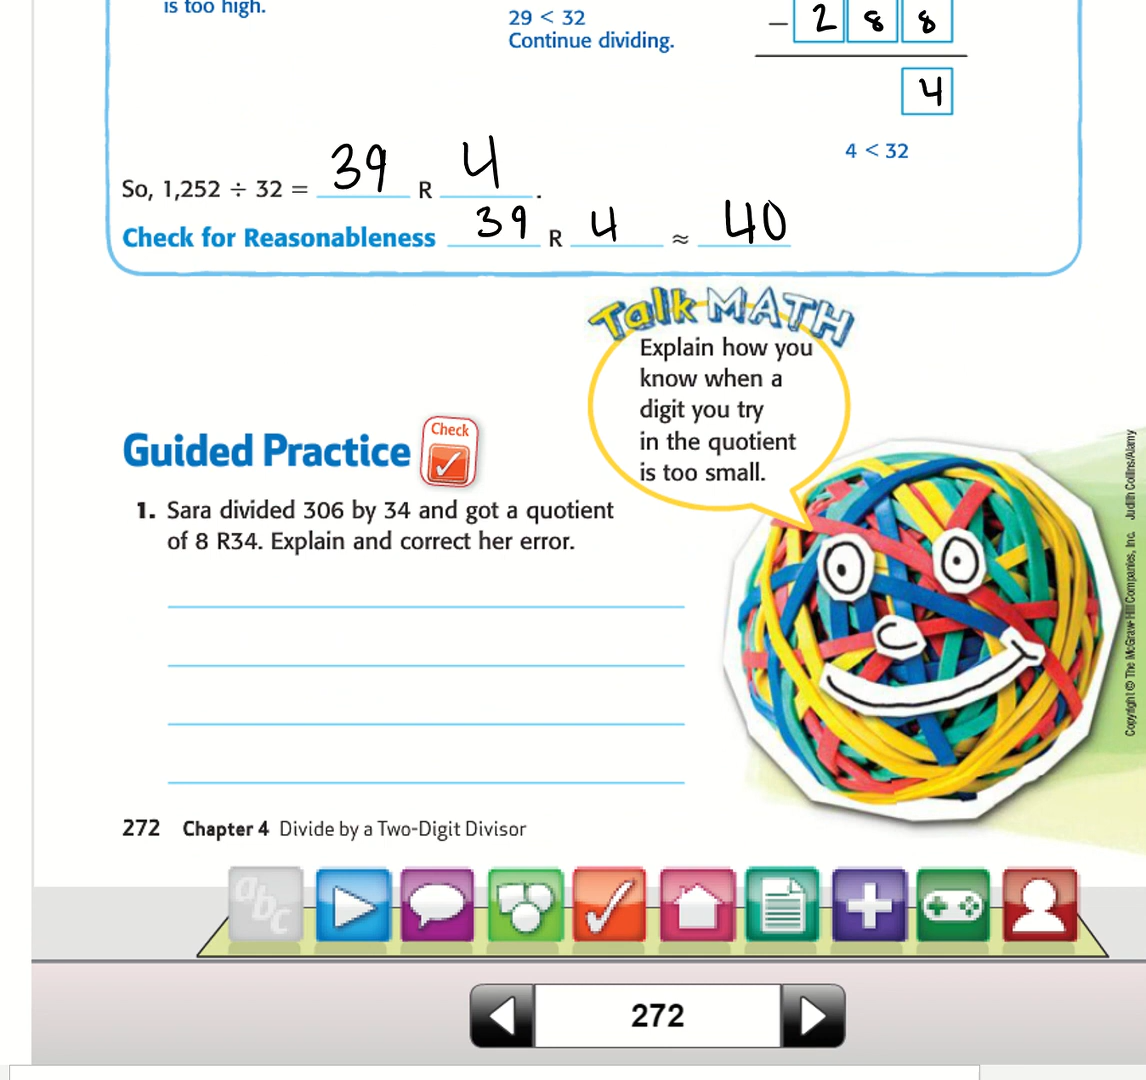 is too high.
29 < 32
Continue dividing.
− 2 8 8
4
4 < 32
So, 1,252 ÷ 32 = 39 R 4.
Check for Reasonableness 39 R 4 ≈ 40
Talk MATH
Explain how you
know when a
digit you try
in the quotient
is too small.
Guided Practice Check
1. Sara divided 306 by 34 and got a quotient
of 8 R34. Explain and correct her error.
Copyright © The McGraw-Hill Companies, Inc. Judith Collins/Alamy
272 Chapter 4 Divide by a Two-Digit Divisor
abc
272